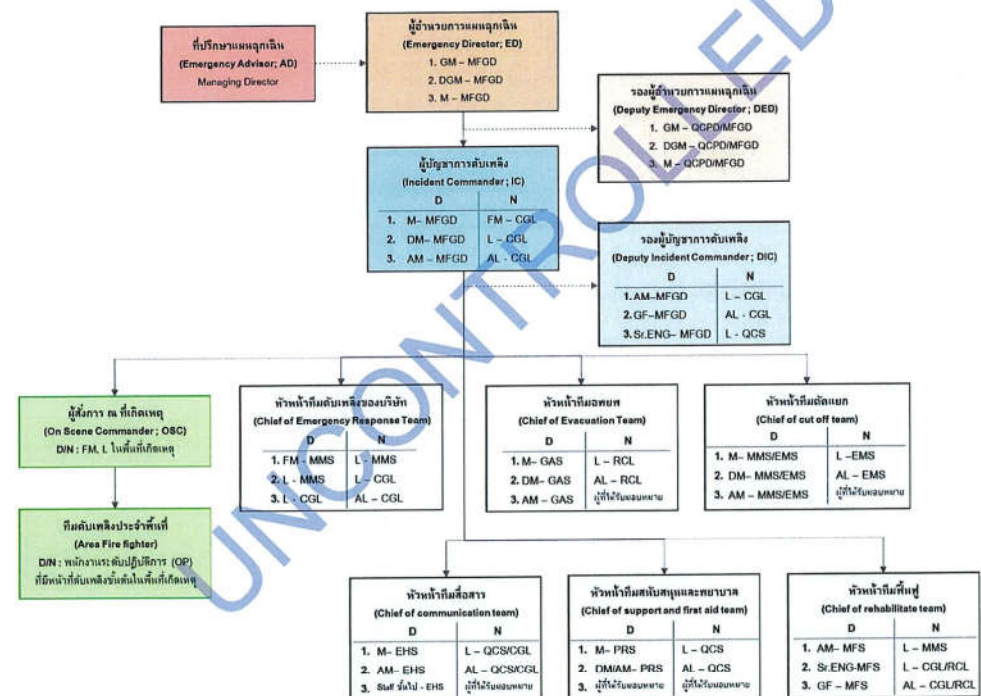 ที่ปรึกษาแผนฉุกเฉิน
(Emergency Advisor; AD)
Managing Director
ผู้อำนวยการแผนฉุกเฉิน
(Emergency Director; ED)
1. GM – MFGD
2. DGM – MFGD
3. M – MFGD
รองผู้อำนวยการแผนฉุกเฉิน
(Deputy Emergency Director ; DED)
1. GM – QCPD/MFGD
2. DGM – QCPD/MFGD
3. M – QCPD/MFGD
ผู้บัญชาการดับเพลิง
(Incident Commander ; IC)
D N
1. M– MFGD FM – CGL
2. DM– MFGD L – CGL
3. AM – MFGD AL - CGL
รองผู้บัญชาการดับเพลิง
(Deputy Incident Commander ; DIC)
D N
1.AM–MFGD L – CGL
2.GF–MFGD AL - CGL
3.Sr.ENG– MFGD L - QCS
ผู้สั่งการ ณ ที่เกิดเหตุ
(On Scene Commander ; OSC)
D/N : FM, L ในพื้นที่เกิดเหตุ
ทีมดับเพลิงประจำพื้นที่
(Area Fire fighter)
D/N : พนักงานระดับปฏิบัติการ (OP)
ที่มีหน้าที่ดับเพลิงขั้นต้นในพื้นที่เกิดเหตุ
หัวหน้าทีมดับเพลิงของบริษัท
(Chief of Emergency Response Team)
D N
1. FM - MMS L - MMS
2. L - MMS L – CGL
3. L - CGL AL – CGL
หัวหน้าทีมอพยพ
(Chief of Evacuation Team)
D N
1. M– GAS L – RCL
2. DM– GAS AL – RCL
3. AM – GAS ผู้ที่ได้รับมอบหมาย
หัวหน้าทีมตัดแยก
(Chief of cut off team)
D N
1. M– MMS/EMS L –EMS
2. DM– MMS/EMS AL – EMS
3. AM – MMS/EMS ผู้ที่ได้รับมอบหมาย
หัวหน้าทีมสื่อสาร
(Chief of communication team)
D N
1. M– EHS L – QCS/CGL
2. AM– EHS AL – QCS/CGL
3. Staff ขึ้นไป - EHS ผู้ที่ได้รับมอบหมาย
หัวหน้าทีมสนับสนุนและพยาบาล
(Chief of support and first aid team)
D N
1. M– PRS L – QCS
2. DM/AM– PRS AL – QCS
3. ผู้ที่ได้รับมอบหมาย ผู้ที่ได้รับมอบหมาย
หัวหน้าทีมฟื้นฟู
(Chief of rehabilitate team)
D N
1. AM– MFS L – MMS
2. Sr.ENG-MFS L – CGL/RCL
3. GF – MFS AL – CGL/RCL
UNCONTROLLED